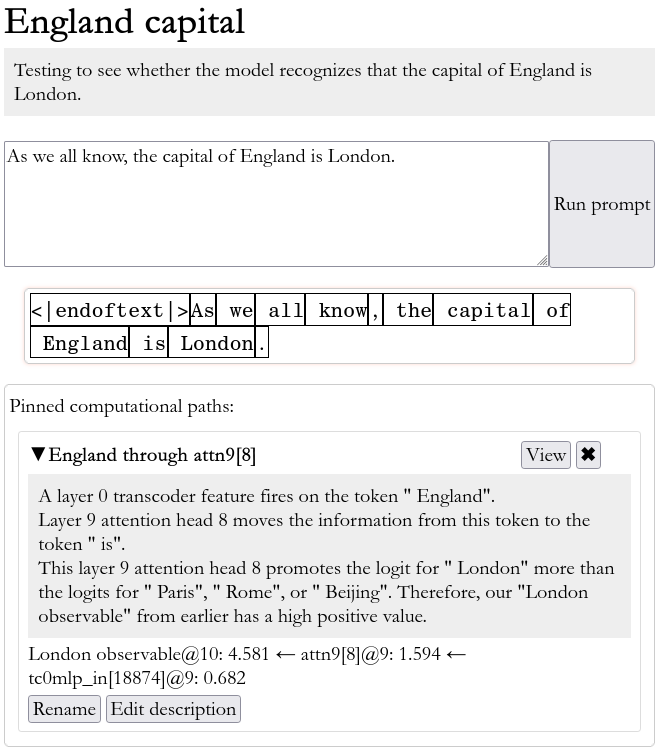 England capital
Testing to see whether the model recognizes that the capital of England is
London.
As we all know, the capital of England is London.
Run prompt
<|endoftext|>As we all know, the capital of
England is London.
Pinned computational paths:
▼England through attn9[8]
View ✖
A layer 0 transcoder feature fires on the token " England".
Layer 9 attention head 8 moves the information from this token to the
token " is".
This layer 9 attention head 8 promotes the logit for " London" more than
the logits for " Paris", " Rome", or " Beijing". Therefore, our "London
observable" from earlier has a high positive value.
London observable@10: 4.581 ← attn9[8]@9: 1.594 ←
tc0mlp_in[18874]@9: 0.682
Rename Edit description